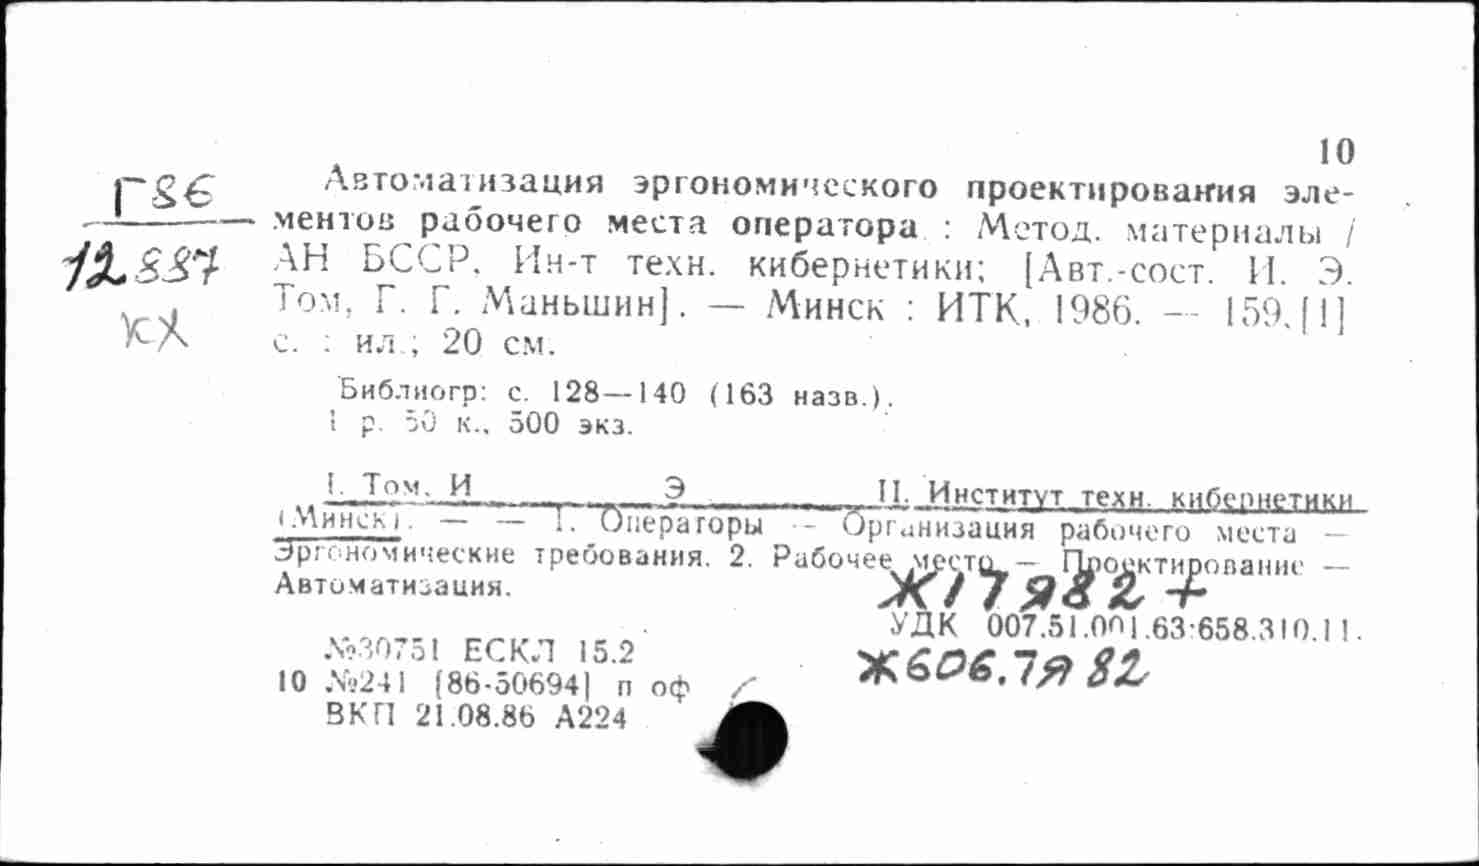 10
Г86
12887
КХ
Автоматизация эргономического проектирования эле-
ментов рабочего места оператора : Метод. материалы /
АН БССР, Ин-т техн. кибернетики; [Авт.-сост. И. Э.
Том, Г. Г. Маньшин]. — Минск : ИТК, 1986. — 159,[1]
с. : ил.; 20 см.
Библиогр: с. 128—140 (163 назв.).
1 р. 50 к., 500 экз.
I. Том, И Э II. Институт техн. кибернетики
(Минск). — — 1. Операторы — Организация рабочего места —
Эргономические требования. 2. Рабочее место — Проектирование —
Автоматизация.
Ж17я82+
УДК 007.51.001.63:658.310.11.
Ж606.7я82
№30751 ЕСКЛ 15.2
10 №241 [86-50694] п оф
ВКП 21.08.86 А224